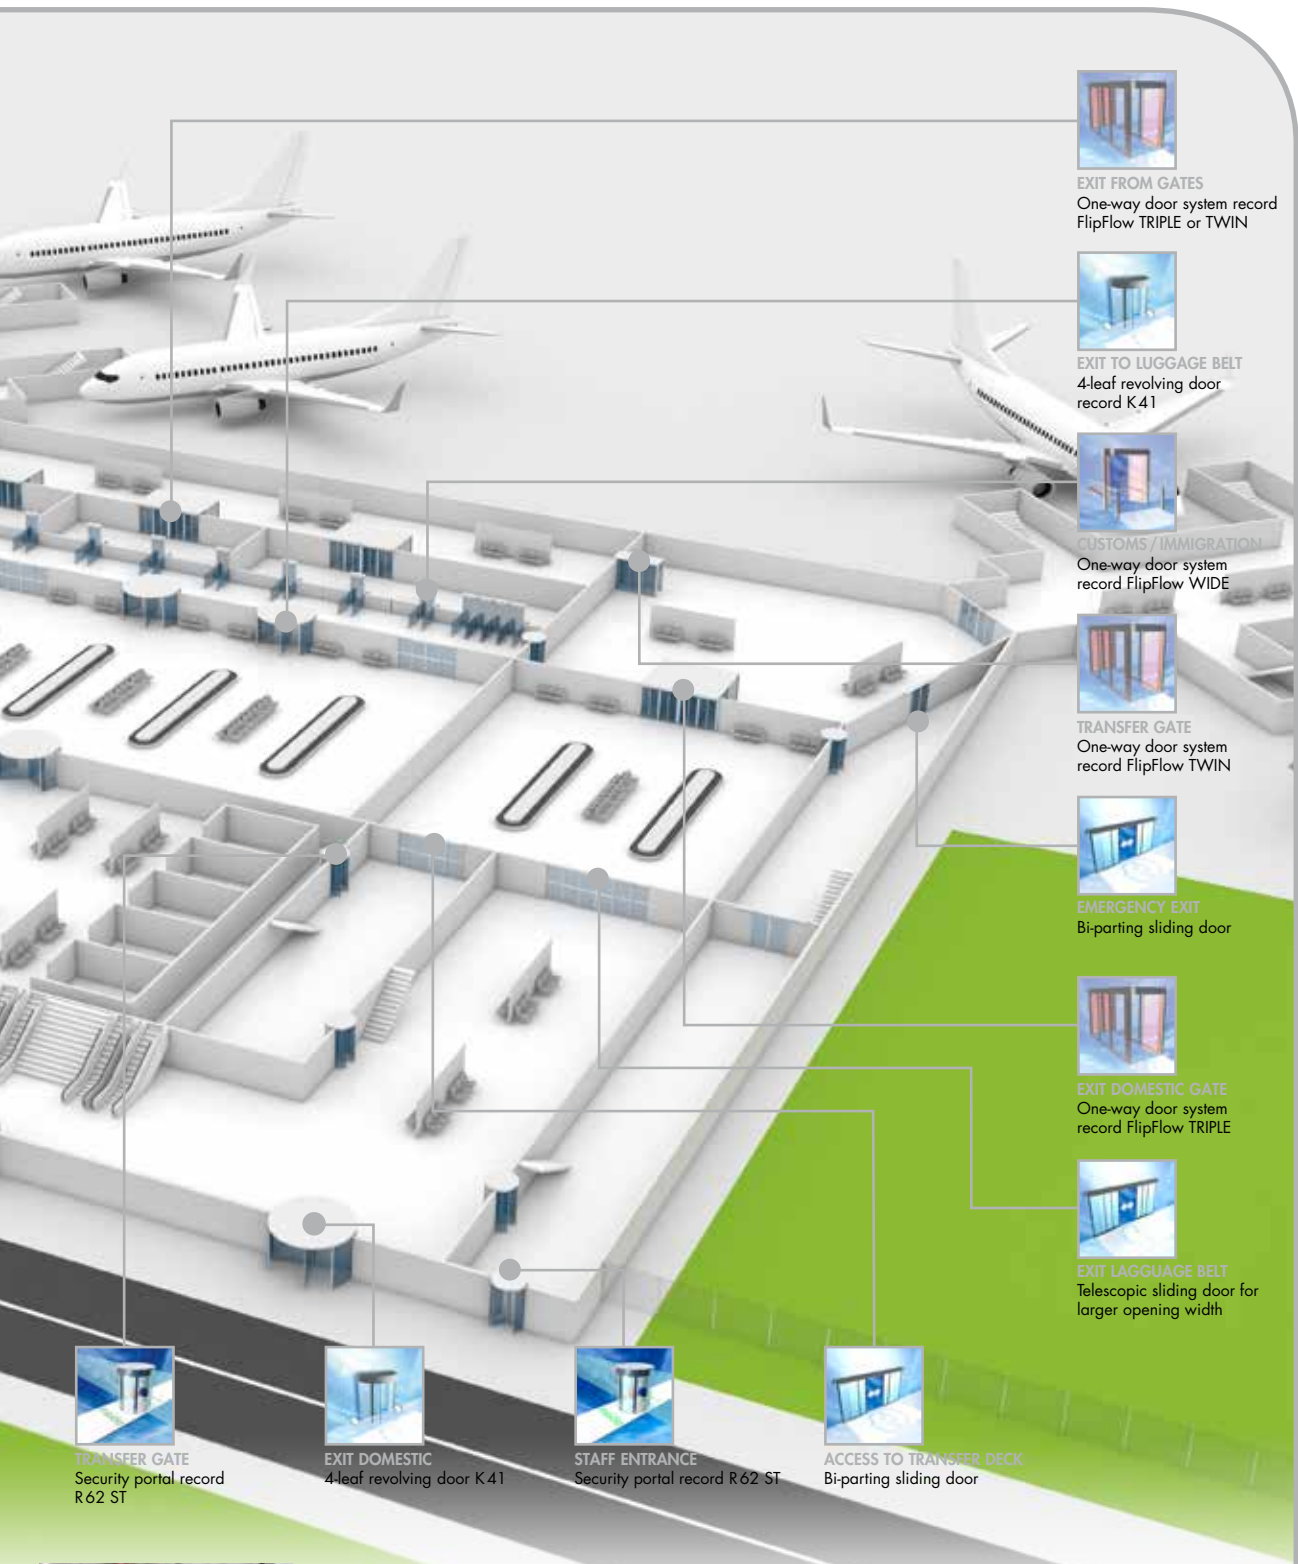 EXIT FROM GATES
One-way door system record
FlipFlow TRIPLE or TWIN
EXIT TO LUGGAGE BELT
4-leaf revolving door
record K41
CUSTOMS / IMMIGRATION
One-way door system
record FlipFlow WIDE
TRANSFER GATE
One-way door system
record FlipFlow TWIN
EMERGENCY EXIT
Bi-parting sliding door
EXIT DOMESTIC GATE
One-way door system
record FlipFlow TRIPLE
EXIT LAGGUAGE BELT
Telescopic sliding door for
larger opening width
TRANSFER GATE
Security portal record
R62 ST
EXIT DOMESTIC
4-leaf revolving door K41
STAFF ENTRANCE
Security portal record R62 ST
ACCESS TO TRANSFER DECK
Bi-parting sliding door